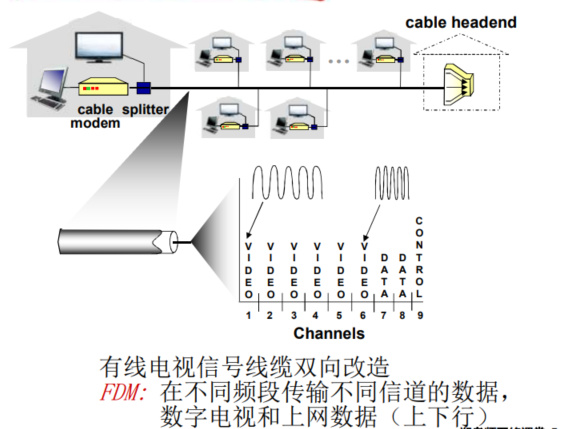 cable headend
cable modem
splitter
VIDEO
VIDEO
VIDEO
VIDEO
VIDEO
VIDEO
DATA
DATA
CONTROL
1 2 3 4 5 6 7 8 9
Channels
有线电视信号线缆双向改造
FDM: 在不同频段传输不同信道的数据，
数字电视和上网数据（上下行）